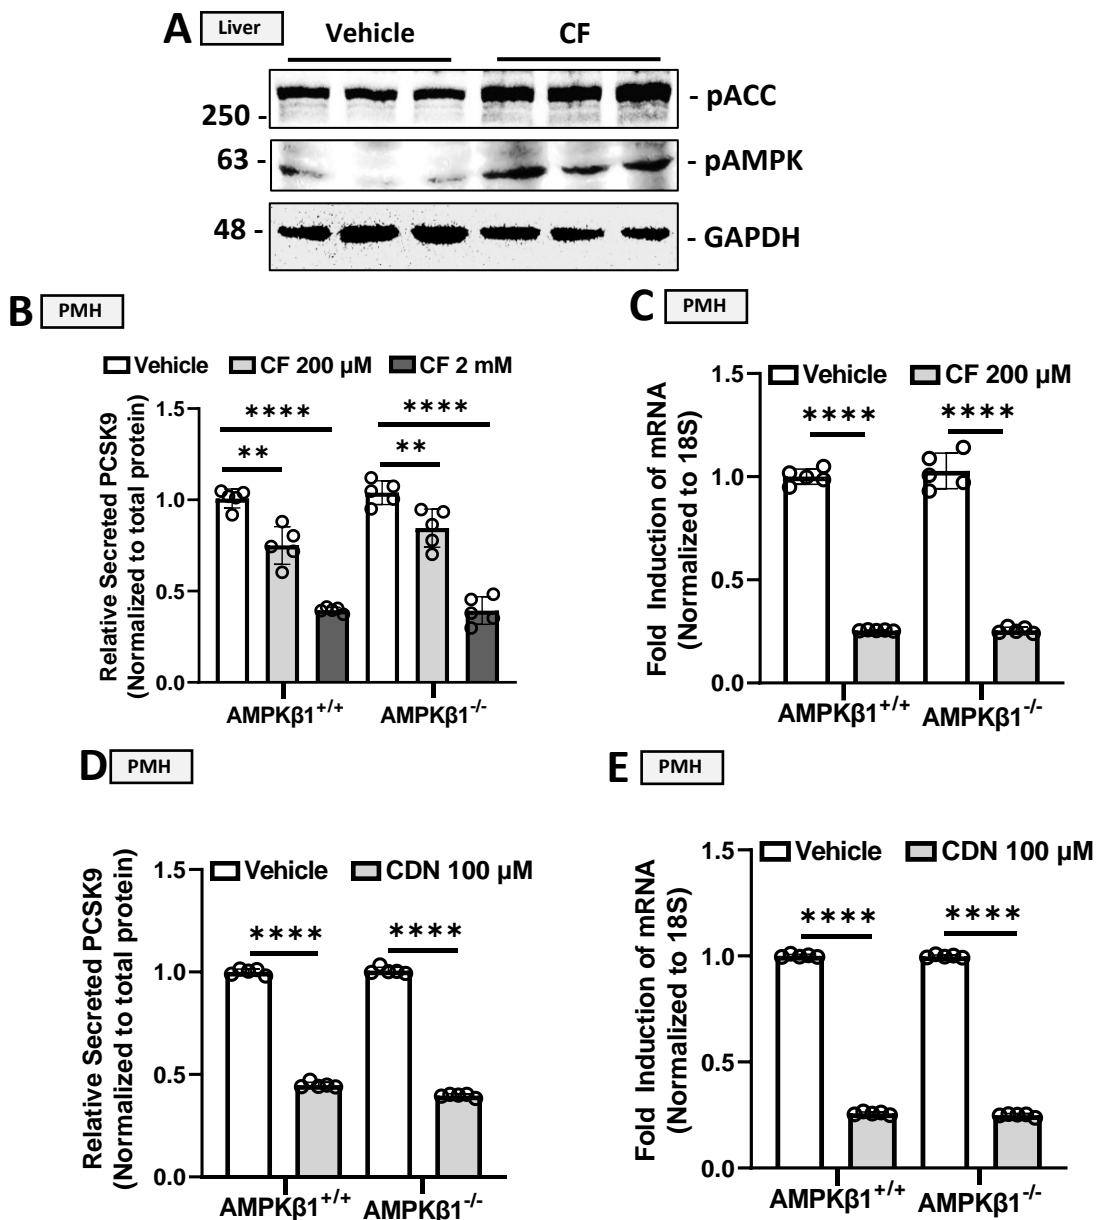 A Liver Vehicle CF
250 - - pACC
63 - - pAMPK
48 - - GAPDH
B PMH
Vehicle CF 200 µM CF 2 mM
Relative Secreted PCSK9
(Normalized to total protein)
1.5
1.0
0.5
0.0
**** ****
** **
AMPKβ1+/+ AMPKβ1-/-
C PMH
Vehicle CF 200 µM
Fold Induction of mRNA
(Normalized to 18S)
1.5
1.0
0.5
0.0
**** ****
AMPKβ1+/+ AMPKβ1-/-
D PMH
Vehicle CDN 100 µM
Relative Secreted PCSK9
(Normalized to total protein)
1.5
1.0
0.5
0.0
**** ****
AMPKβ1+/+ AMPKβ1-/-
E PMH
Vehicle CDN 100 µM
Fold Induction of mRNA
(Normalized to 18S)
1.5
1.0
0.5
0.0
**** ****
AMPKβ1+/+ AMPKβ1-/-